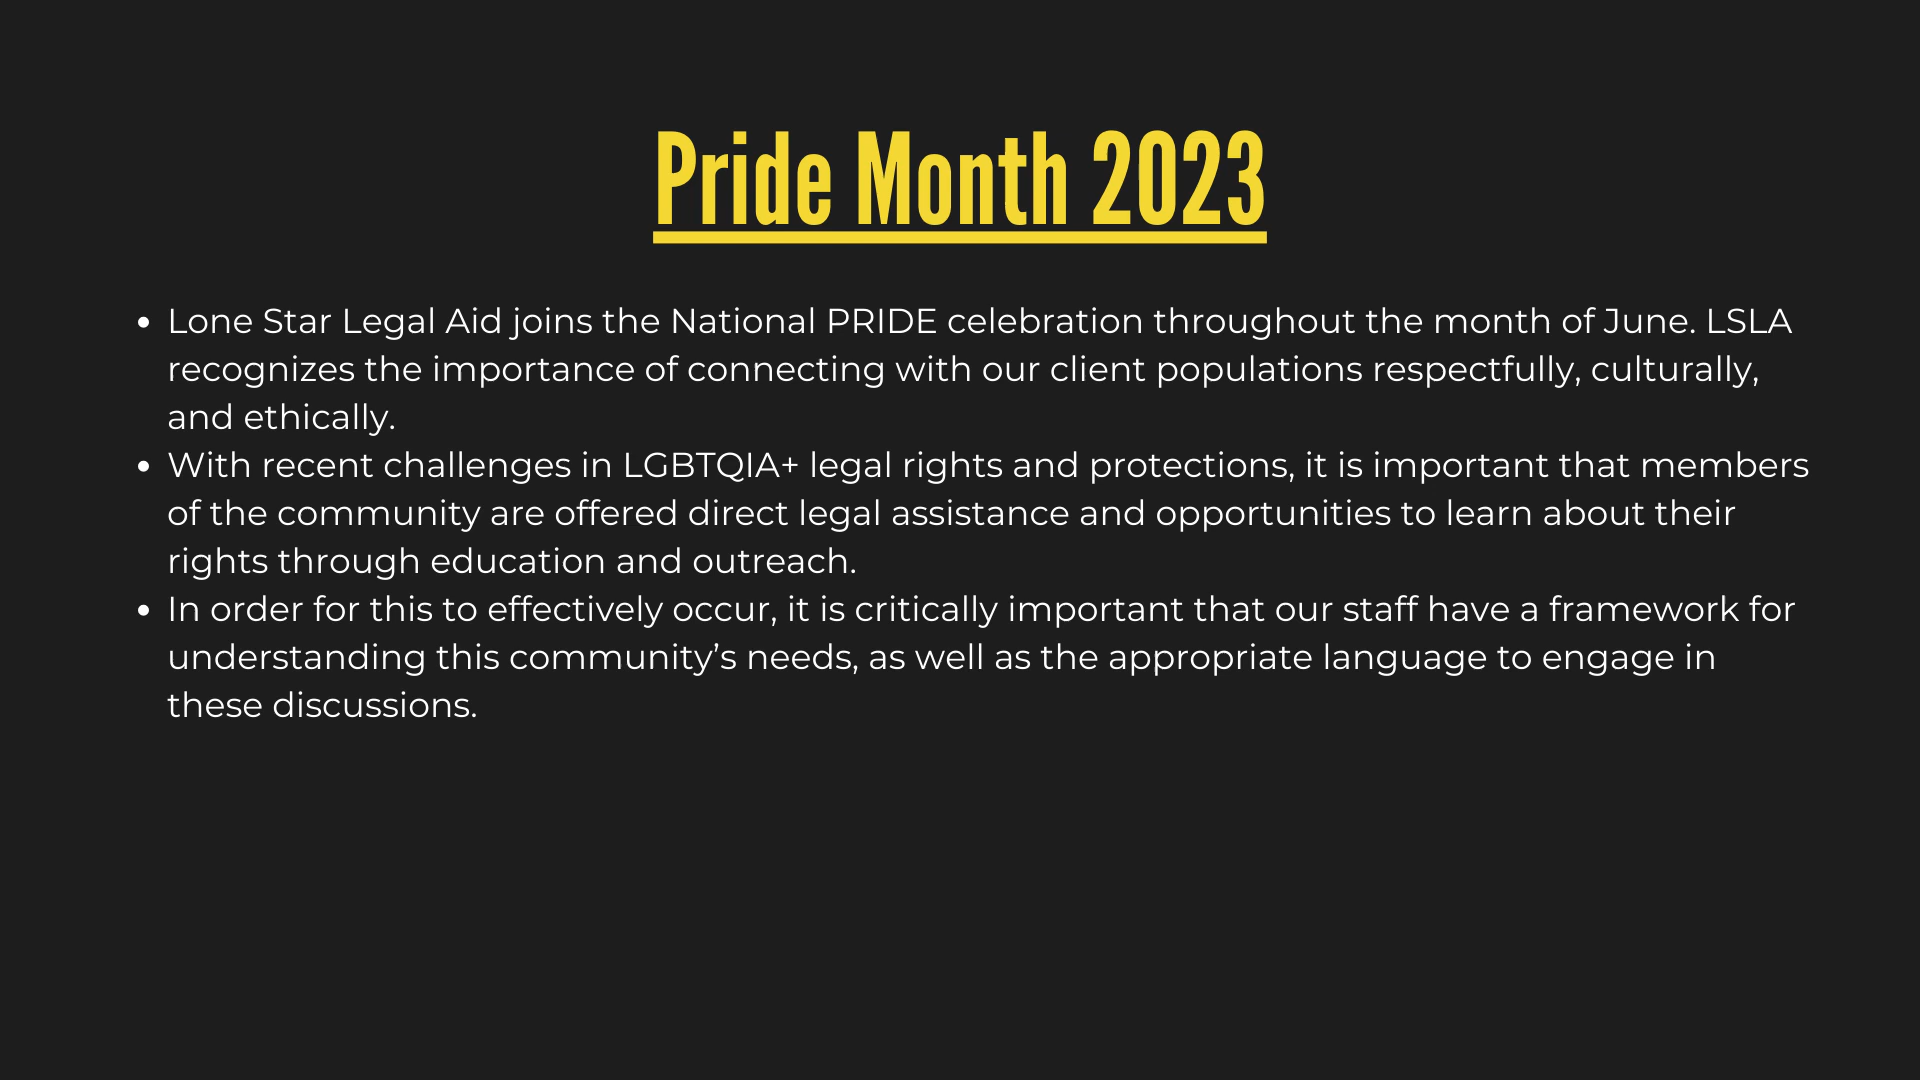 Pride Month 2023
• Lone Star Legal Aid joins the National PRIDE celebration throughout the month of June. LSLA
recognizes the importance of connecting with our client populations respectfully, culturally,
and ethically.
• With recent challenges in LGBTQIA+ legal rights and protections, it is important that members
of the community are offered direct legal assistance and opportunities to learn about their
rights through education and outreach.
• In order for this to effectively occur, it is critically important that our staff have a framework for
understanding this community’s needs, as well as the appropriate language to engage in
these discussions.